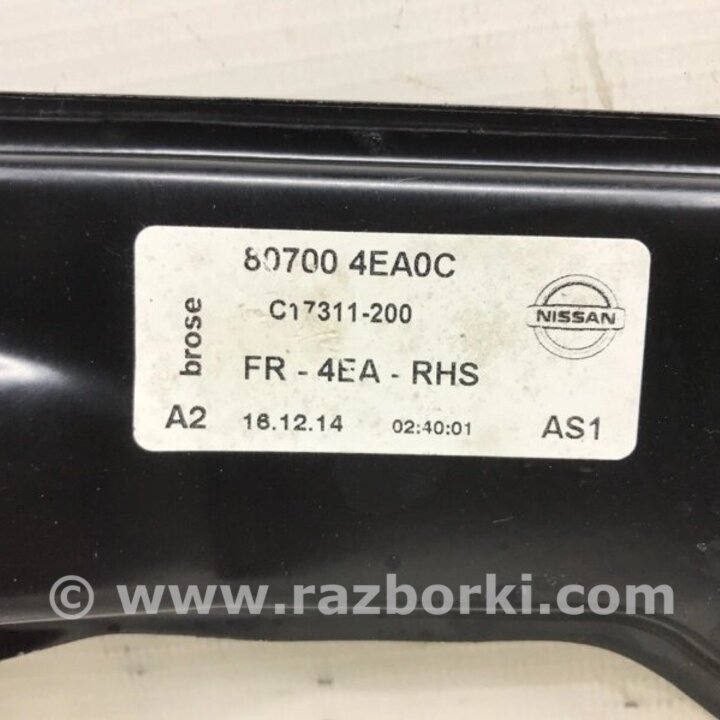 80700 4EA0C
brose
C17311-200
NISSAN
FR - 4EA - RHS
A2 16.12.14 02:40:01 AS1
© www.razborki.com